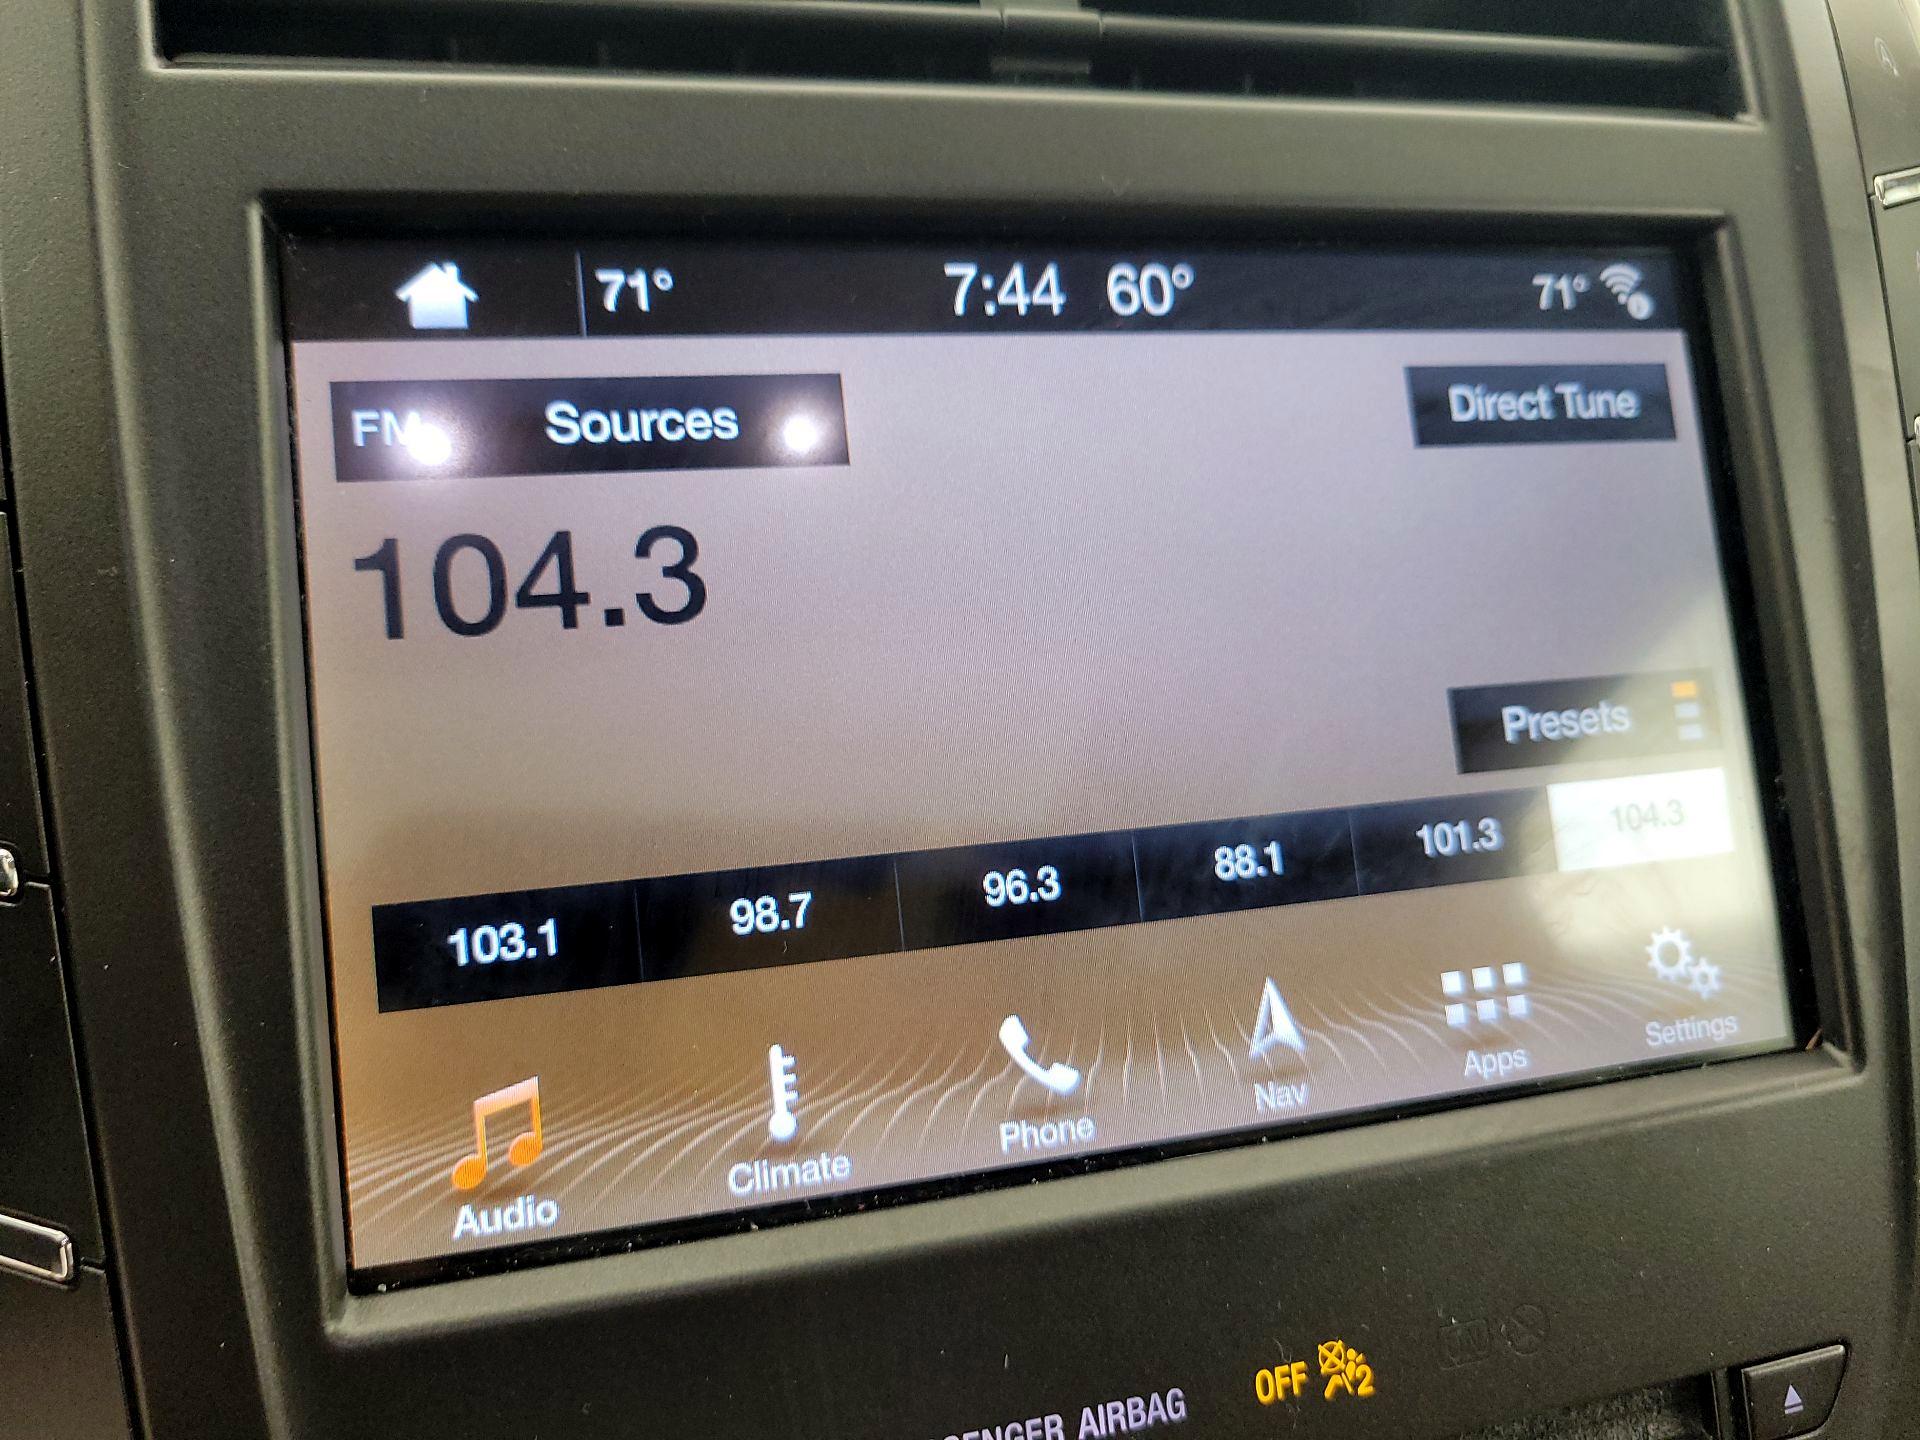 71° 7:44 60° 71°
FM Sources Direct Tune
104.3
Presets
103.1 98.7 96.3 88.1 101.3 104.3
Audio Climate Phone Nav Apps Settings
OFF 2
AIRBAG